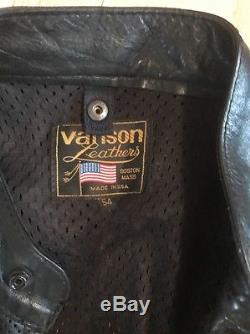 Vanson
Leathers
BOSTON
MASS
MADE IN USA
54